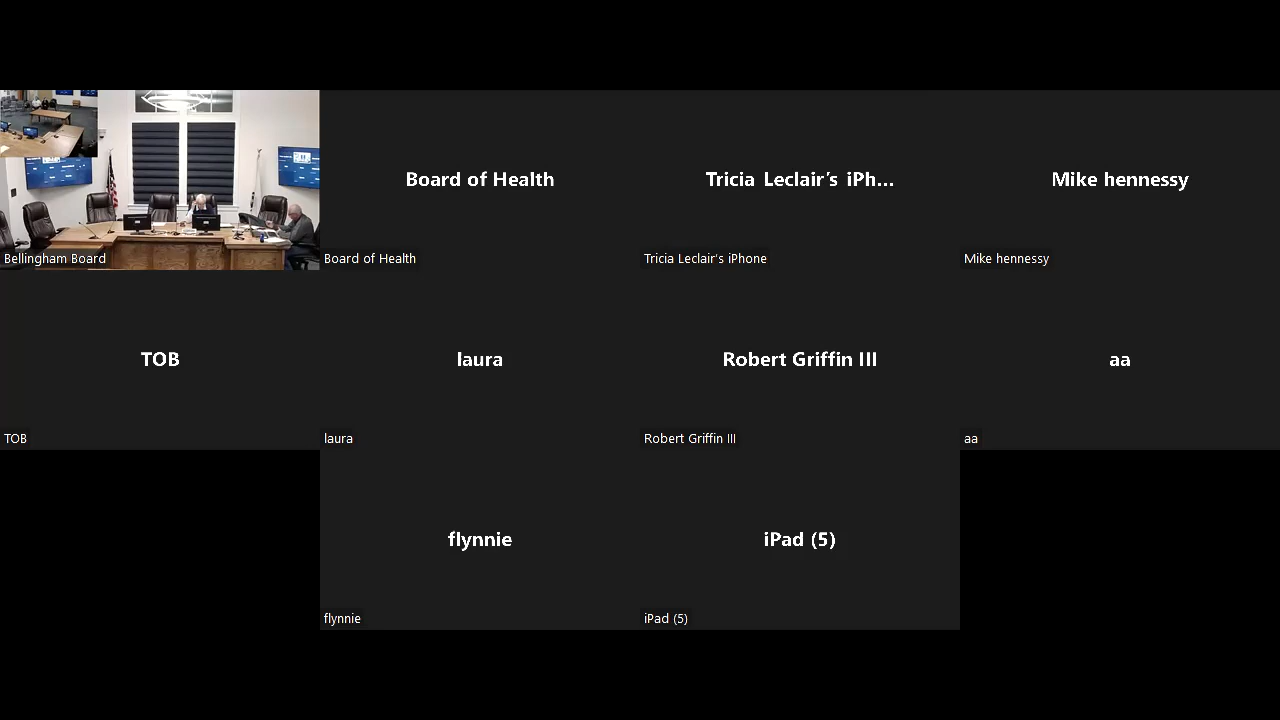 Bellingham Board
Board of Health
Board of Health
Tricia Leclair's iPh...
Tricia Leclair's iPhone
Mike hennessy
Mike hennessy
TOB
TOB
laura
laura
Robert Griffin III
Robert Griffin III
aa
aa
flynnie
flynnie
iPad (5)
iPad (5)